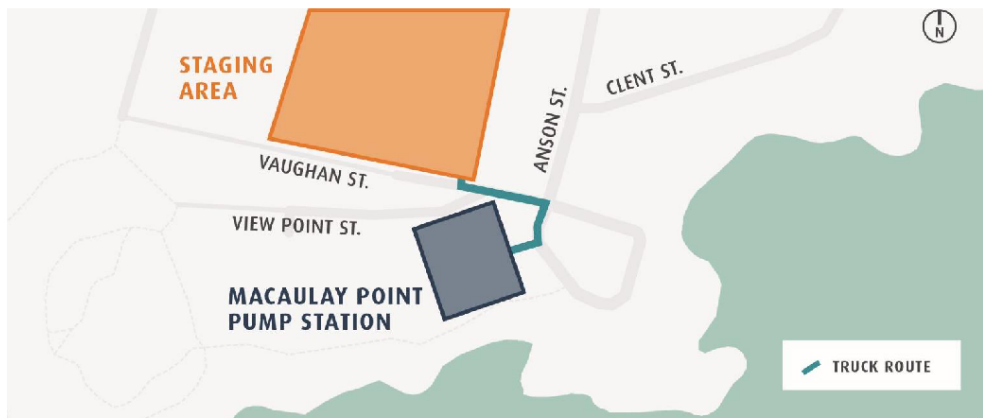 STAGING
AREA
VAUGHAN ST.
VIEW POINT ST.
ANSON ST.
CLENT ST.
N
MACAULAY POINT
PUMP STATION
TRUCK ROUTE